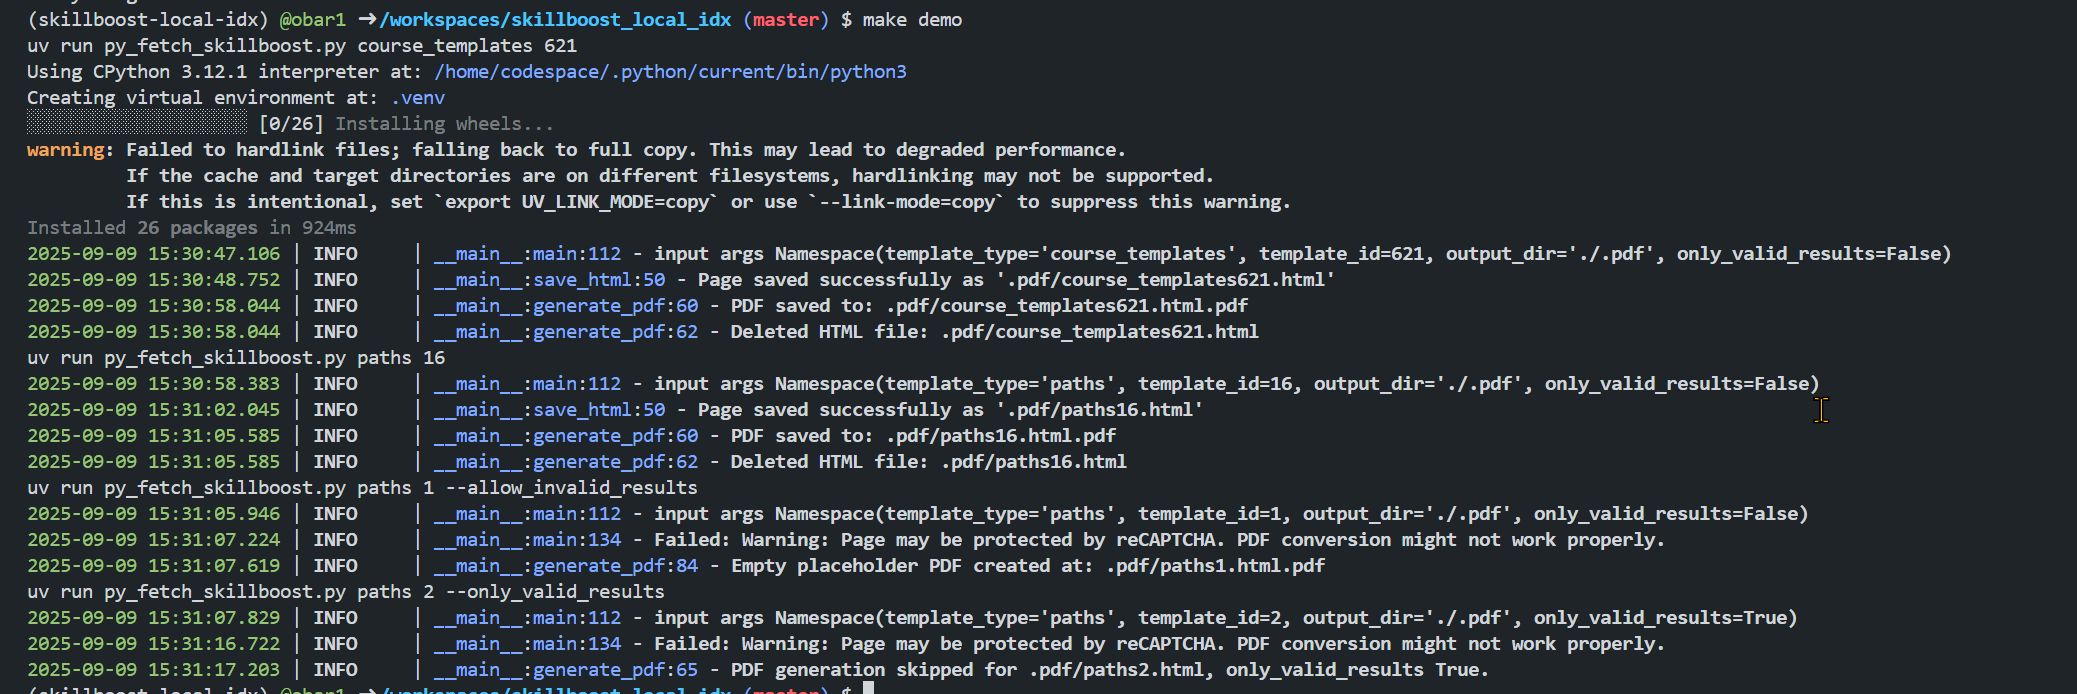 (skillboost-local-idx) @obar1 ➜/workspaces/skillboost_local_idx (master) $ make demo
uv run py_fetch_skillboost.py course_templates 621
Using CPython 3.12.1 interpreter at: /home/codespace/.python/current/bin/python3
Creating virtual environment at: .venv
░░░░░░░░░░░░░░░░░░░░ [0/26] Installing wheels...
warning: Failed to hardlink files; falling back to full copy. This may lead to degraded performance.
         If the cache and target directories are on different filesystems, hardlinking may not be supported.
         If this is intentional, set `export UV_LINK_MODE=copy` or use `--link-mode=copy` to suppress this warning.
Installed 26 packages in 924ms
2025-09-09 15:30:47.106 | INFO     | __main__:main:112 - input args Namespace(template_type='course_templates', template_id=621, output_dir='./.pdf', only_valid_results=False)
2025-09-09 15:30:48.752 | INFO     | __main__:save_html:50 - Page saved successfully as '.pdf/course_templates621.html'
2025-09-09 15:30:58.044 | INFO     | __main__:generate_pdf:60 - PDF saved to: .pdf/course_templates621.html.pdf
2025-09-09 15:30:58.044 | INFO     | __main__:generate_pdf:62 - Deleted HTML file: .pdf/course_templates621.html
uv run py_fetch_skillboost.py paths 16
2025-09-09 15:30:58.383 | INFO     | __main__:main:112 - input args Namespace(template_type='paths', template_id=16, output_dir='./.pdf', only_valid_results=False)
2025-09-09 15:31:02.045 | INFO     | __main__:save_html:50 - Page saved successfully as '.pdf/paths16.html'
2025-09-09 15:31:05.585 | INFO     | __main__:generate_pdf:60 - PDF saved to: .pdf/paths16.html.pdf
2025-09-09 15:31:05.585 | INFO     | __main__:generate_pdf:62 - Deleted HTML file: .pdf/paths16.html
uv run py_fetch_skillboost.py paths 1 --allow_invalid_results
2025-09-09 15:31:05.946 | INFO     | __main__:main:112 - input args Namespace(template_type='paths', template_id=1, output_dir='./.pdf', only_valid_results=False)
2025-09-09 15:31:07.224 | INFO     | __main__:main:134 - Failed: Warning: Page may be protected by reCAPTCHA. PDF conversion might not work properly.
2025-09-09 15:31:07.619 | INFO     | __main__:generate_pdf:84 - Empty placeholder PDF created at: .pdf/paths1.html.pdf
uv run py_fetch_skillboost.py paths 2 --only_valid_results
2025-09-09 15:31:07.829 | INFO     | __main__:main:112 - input args Namespace(template_type='paths', template_id=2, output_dir='./.pdf', only_valid_results=True)
2025-09-09 15:31:16.722 | INFO     | __main__:main:134 - Failed: Warning: Page may be protected by reCAPTCHA. PDF conversion might not work properly.
2025-09-09 15:31:17.203 | INFO     | __main__:generate_pdf:65 - PDF generation skipped for .pdf/paths2.html, only_valid_results True.
(skillboost-local-idx) @obar1 ➜/workspaces/skillboost_local_idx (master) $